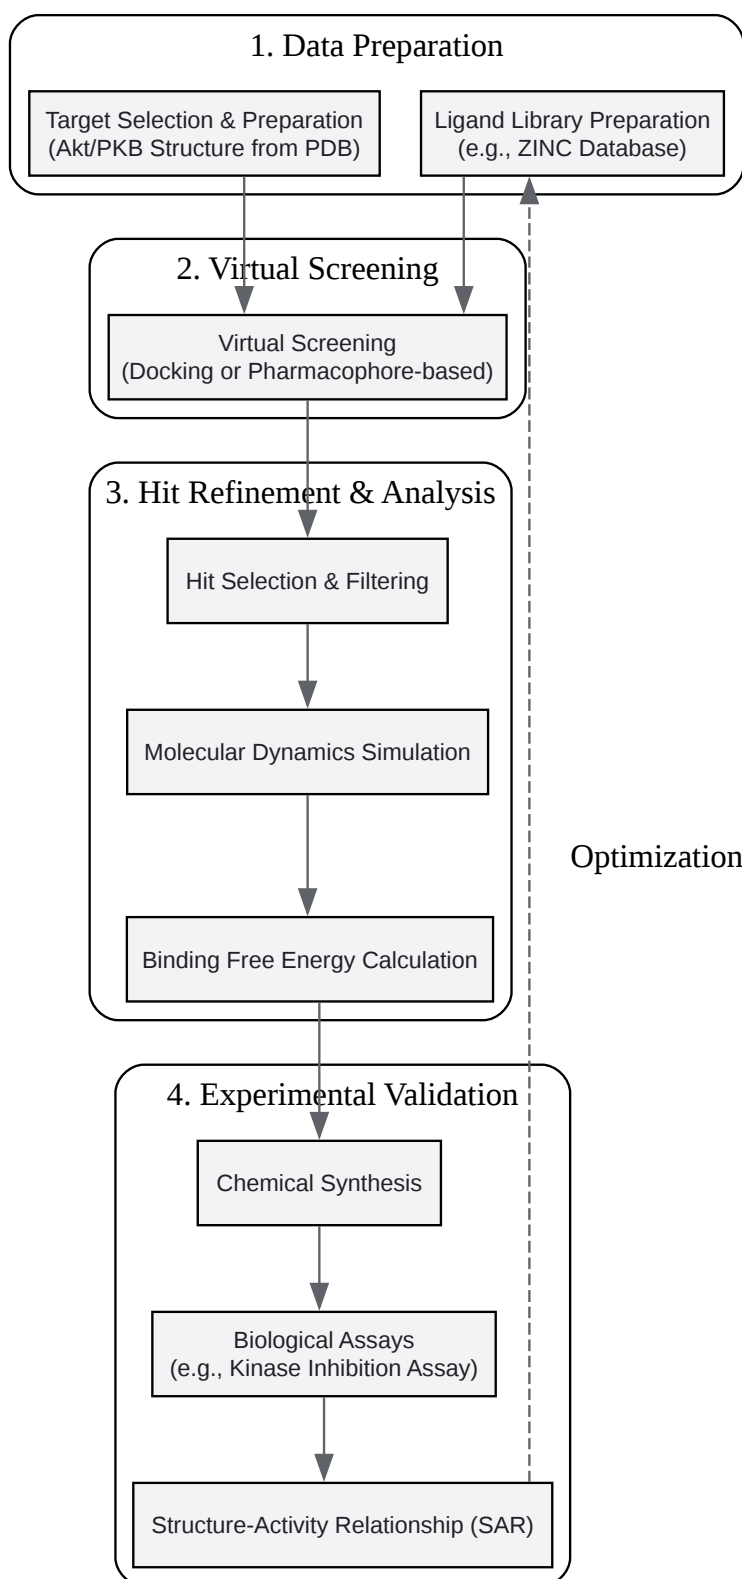 1. Data Preparation
Target Selection & Preparation
(Akt/PKB Structure from PDB)
Ligand Library Preparation
(e.g., ZINC Database)
2. Virtual Screening
Virtual Screening
(Docking or Pharmacophore-based)
3. Hit Refinement & Analysis
Hit Selection & Filtering
Molecular Dynamics Simulation
Optimization
Binding Free Energy Calculation
4. Experimental Validation
Chemical Synthesis
Biological Assays
(e.g., Kinase Inhibition Assay)
Structure-Activity Relationship (SAR)